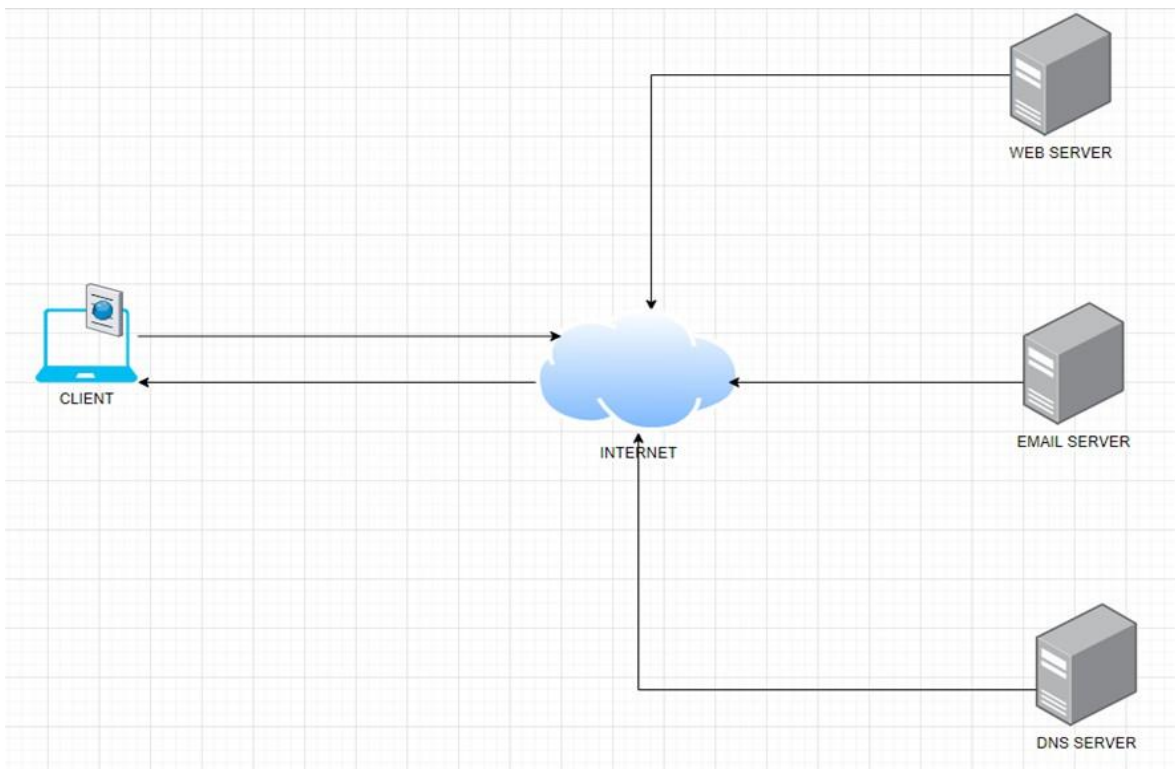 WEB SERVER
CLIENT
INTERNET
EMAIL SERVER
DNS SERVER